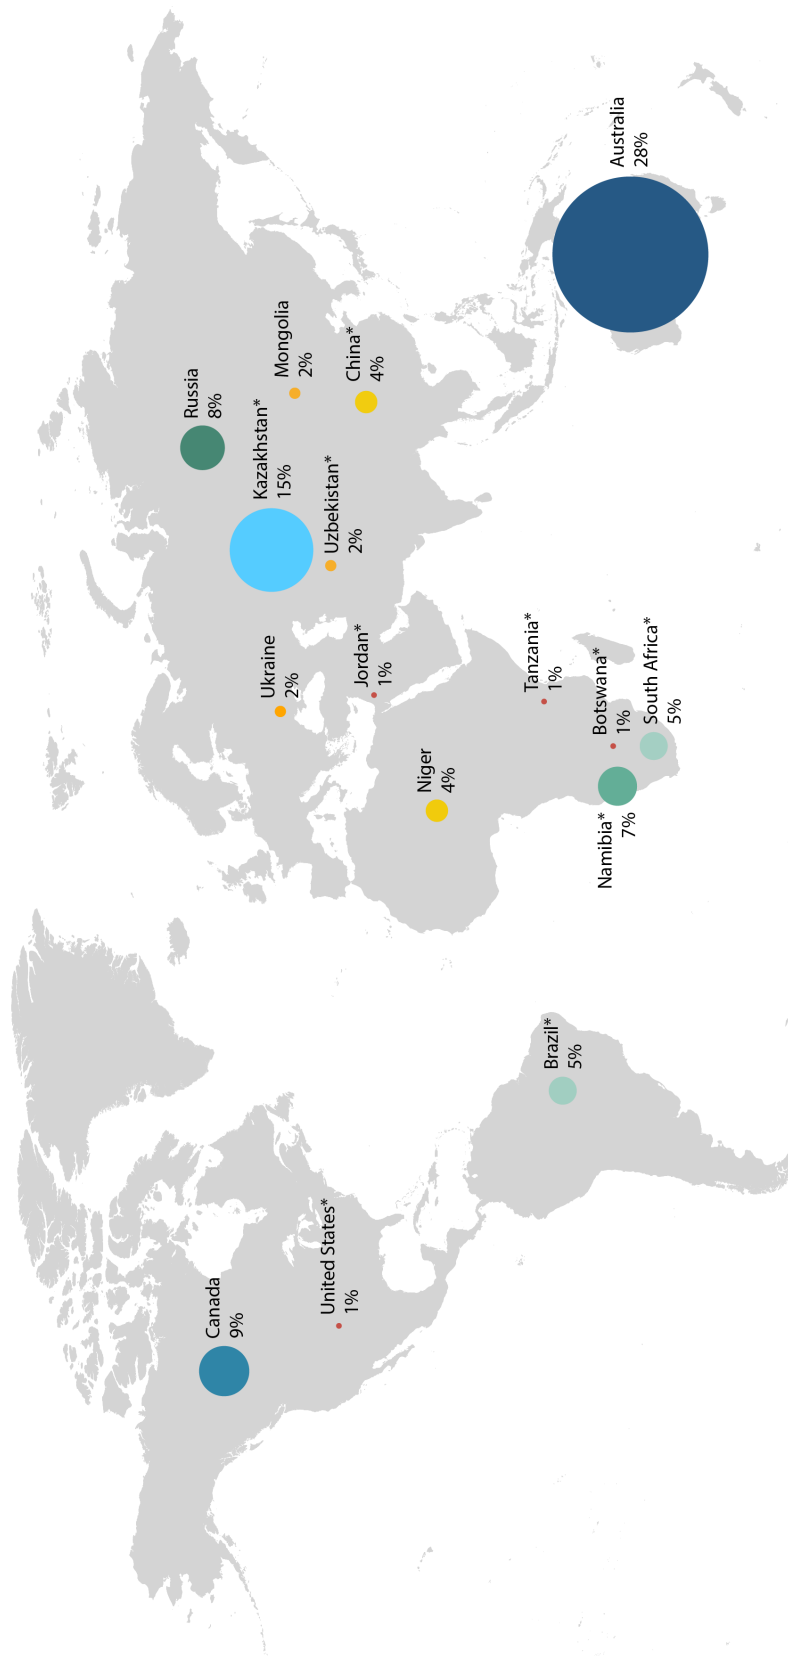 Canada
9%
United States*
1%
Brazil*
5%
Niger
4%
Namibia*
7%
Ukraine
2%
Jordan*
1%
Tanzania*
1%
Botswana*
1%
South Africa*
5%
Russia
8%
Kazakhstan*
15%
Uzbekistan*
2%
Mongolia
2%
China*
4%
Australia
28%